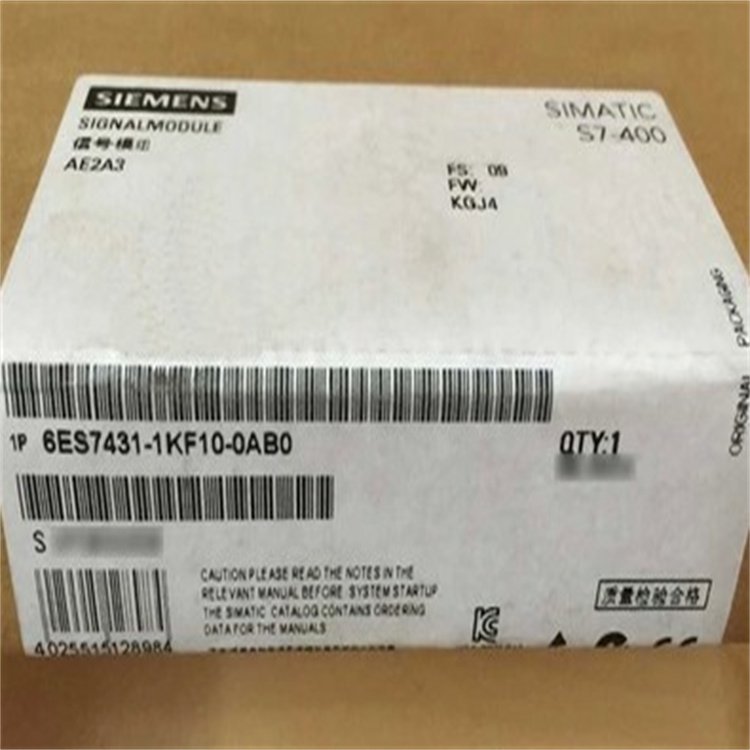 SIEMENS
SIGNALMODULE
信号模组
AE2A3
SIMATIC
S7-400
FS: 09
FW:
KGJ4
ORIGINAL PACKAGING
1P 6ES7431-1KF10-0AB0
QTY:1
S
CAUTION PLEASE READ THE NOTES IN THE
RELEVANT MANUAL BEFORE SYSTEM STARTUP
THE SIMATIC CATALOG CONTAINS ORDERING
DATA FOR THE MANUALS
质量检验合格
4025515128984